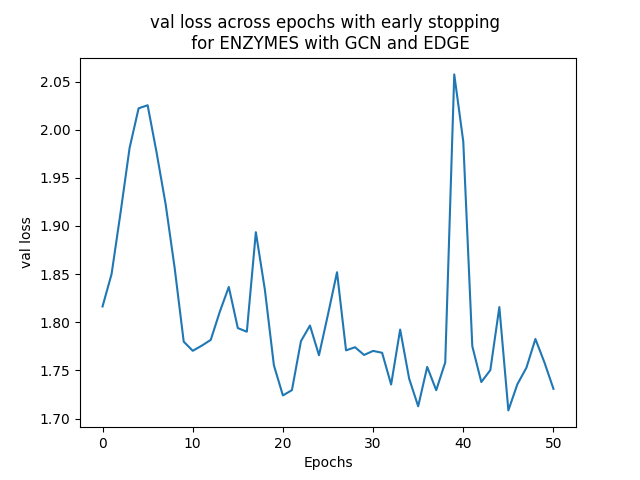 val loss across epochs with early stopping
for ENZYMES with GCN and EDGE
2.05
2.00
1.95
1.90
1.85
1.80
1.75
1.70
val loss
0 10 20 30 40 50
Epochs